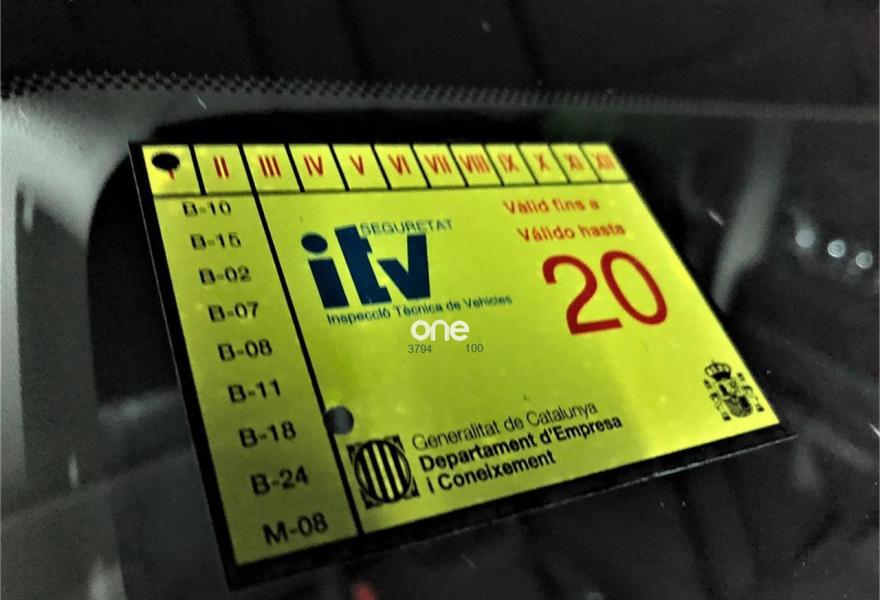 I II III IV V VI VII VIII IX X XI XII
B-10
B-15
B-02
B-07
B-08
B-11
B-18
B-24
M-08
SEGURETAT
itv
Inspecció Tècnica de Vehicles
Vàlid fins a
Válido hasta
20
one
3794 100
Generalitat de Catalunya
Departament d'Empresa
i Coneixement